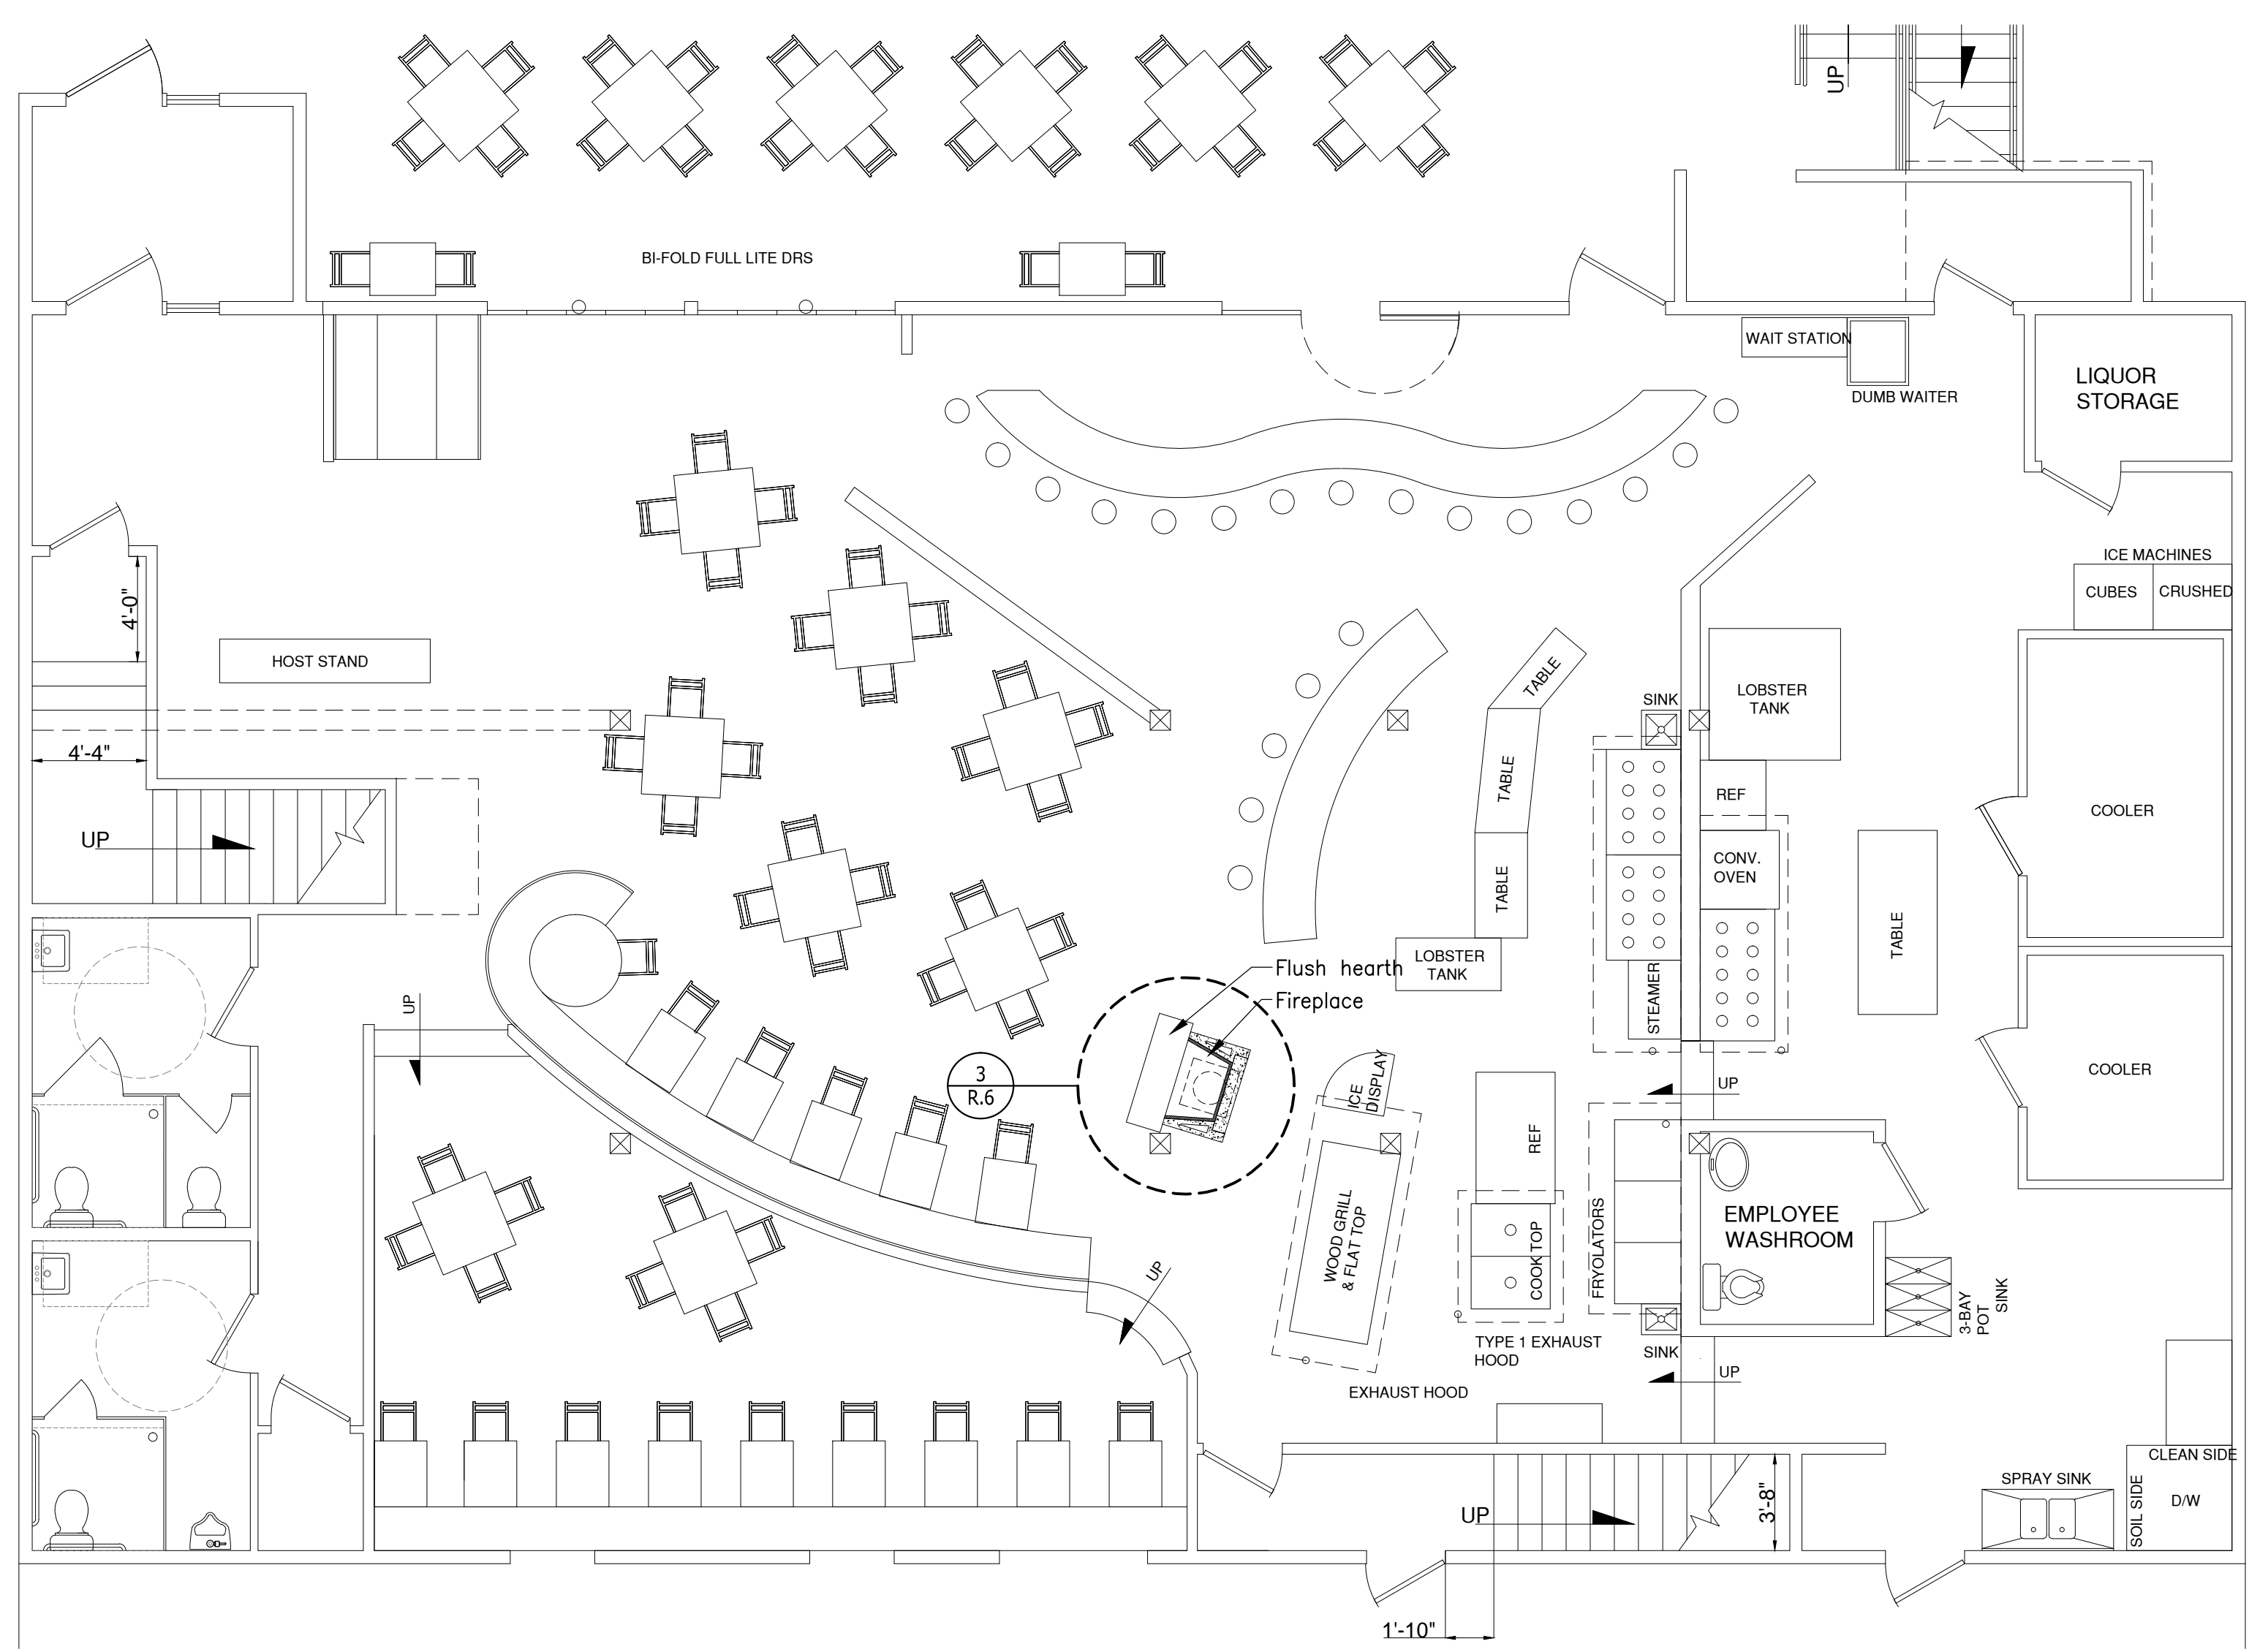 UP
BI-FOLD FULL LITE DRS
WAIT STATION
DUMB WAITER
LIQUOR
STORAGE
ICE MACHINES
CUBES
CRUSHED
4'-0"
HOST STAND
TABLE
SINK
LOBSTER
TANK
4'-4"
TABLE
REF
COOLER
UP
CONV.
OVEN
TABLE
TABLE
LOBSTER
TANK
STEAMER
Flush hearth
Fireplace
UP
3
R.6
ICE
DISPLAY
UP
COOLER
REF
WOOD GRILL
& FLAT TOP
COOK TOP
FRYOLATORS
EMPLOYEE
WASHROOM
3-BAY
POT
SINK
UP
TYPE 1 EXHAUST
HOOD
SINK
UP
EXHAUST HOOD
CLEAN SIDE
SPRAY SINK
SOIL SIDE
D/W
UP
3'-8"
1'-10"